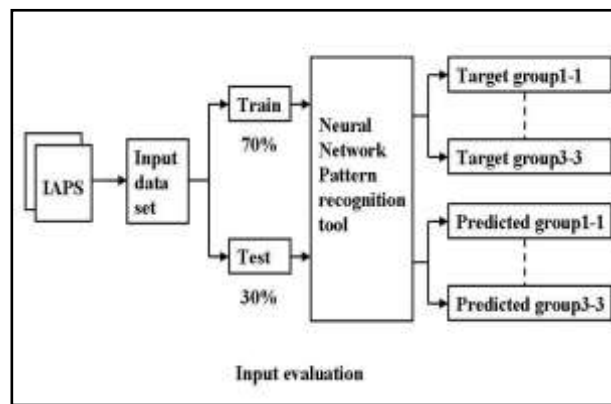 IAPS
Input
data
set
Train
70%
Test
30%
Neural
Network
Pattern
recognition
tool
Target group1-1
Target group3-3
Predicted group1-1
Predicted group3-3
Input evaluation